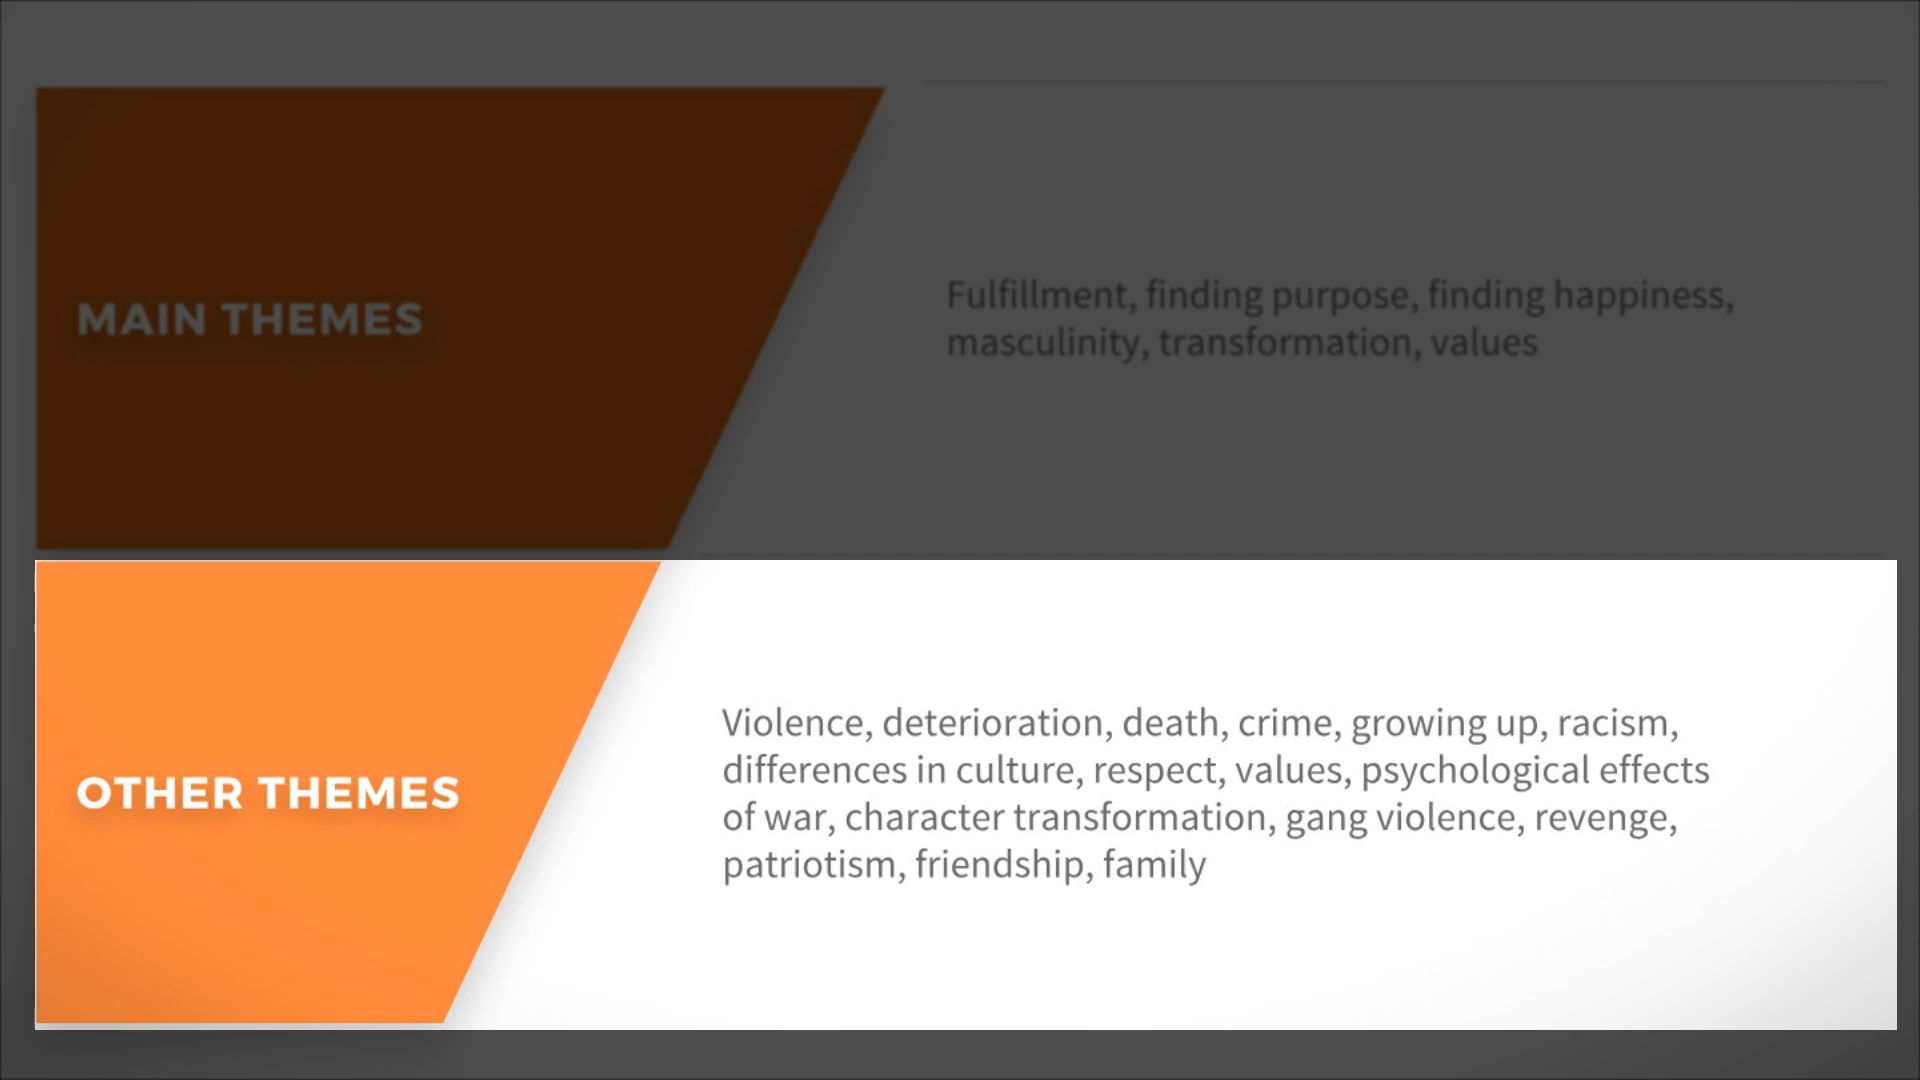 MAIN THEMES
Fulfillment, finding purpose, finding happiness,
masculinity, transformation, values
OTHER THEMES
Violence, deterioration, death, crime, growing up, racism,
differences in culture, respect, values, psychological effects
of war, character transformation, gang violence, revenge,
patriotism, friendship, family